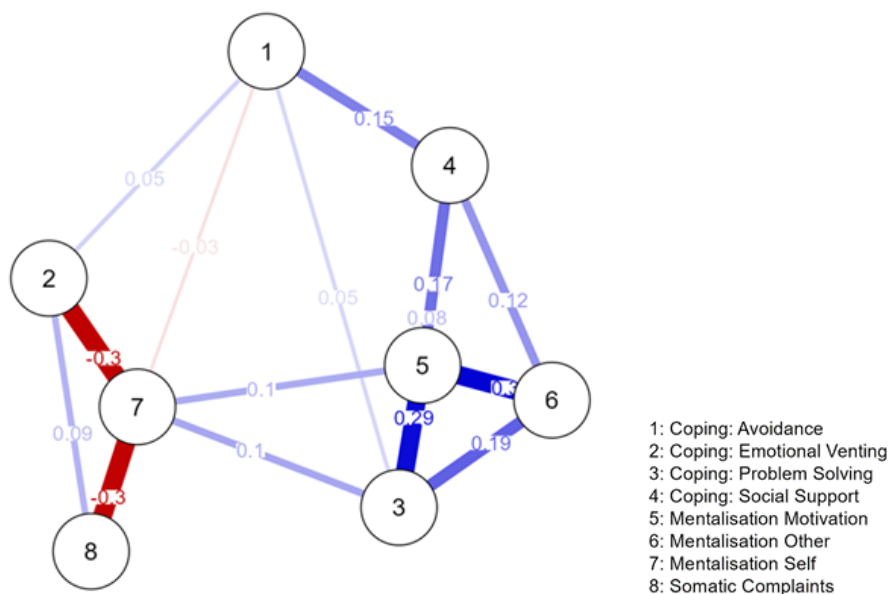 1
0.15
4
0.05
2
-0.03
0.05
0.17
0.12
0.08
-0.3
5
0.3
6
7
0.1
0.29
0.09
0.1
0.19
-0.3
3
8
1: Coping: Avoidance
2: Coping: Emotional Venting
3: Coping: Problem Solving
4: Coping: Social Support
5: Mentalisation Motivation
6: Mentalisation Other
7: Mentalisation Self
8: Somatic Complaints